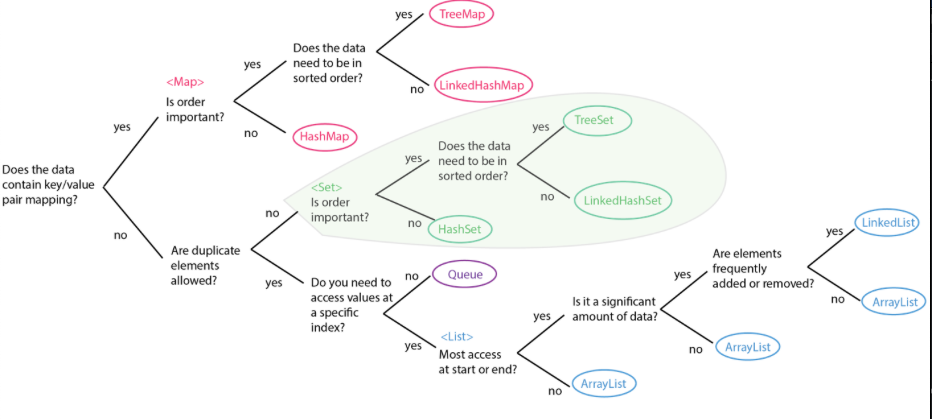 Does the data
contain key/value
pair mapping?
yes
no
<Map>
Is order
important?
yes
no
Does the data
need to be in
sorted order?
yes
no
TreeMap
LinkedHashMap
HashMap
Are duplicate
elements
allowed?
no
yes
<Set>
Is order
important?
yes
no
Does the data
need to be in
sorted order?
yes
no
TreeSet
LinkedHashSet
HashSet
Do you need to
access values at
a specific
index?
no
yes
Queue
<List>
Most access
at start or end?
yes
no
Is it a significant
amount of data?
yes
no
Are elements
frequently
added or removed?
yes
no
LinkedList
ArrayList
ArrayList
ArrayList